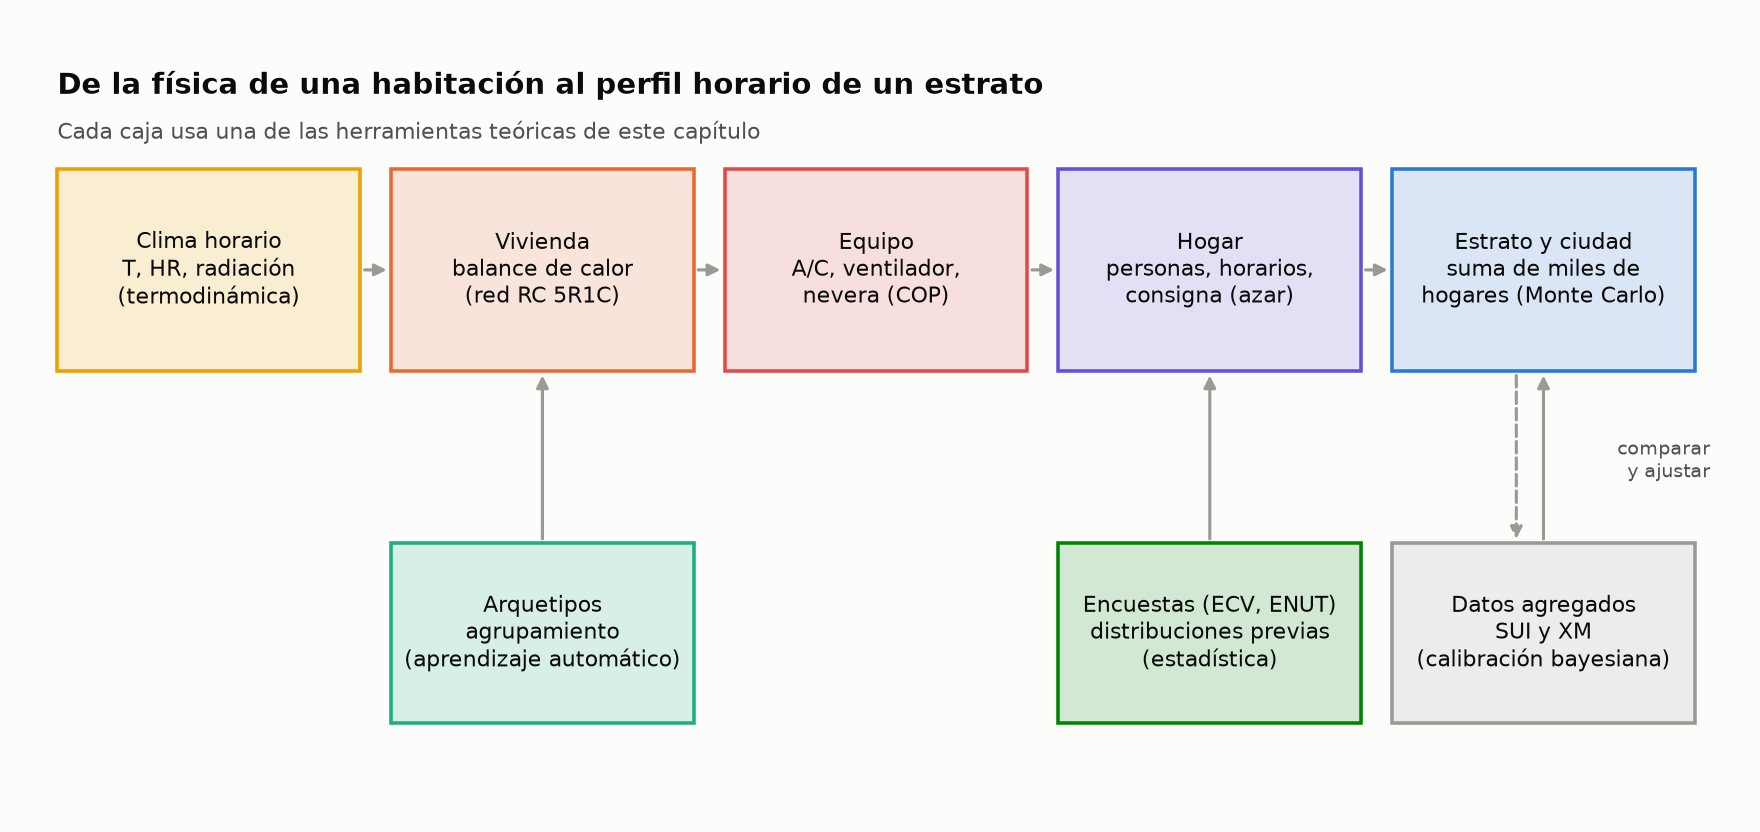 De la física de una habitación al perfil horario de un estrato
Cada caja usa una de las herramientas teóricas de este capítulo
Clima horario
T, HR, radiación
(termodinámica)
Vivienda
balance de calor
(red RC 5R1C)
Equipo
A/C, ventilador,
nevera (COP)
Hogar
personas, horarios,
consigna (azar)
Estrato y ciudad
suma de miles de
hogares (Monte Carlo)
comparar
y ajustar
Arquetipos
agrupamiento
(aprendizaje automático)
Encuestas (ECV, ENUT)
distribuciones previas
(estadística)
Datos agregados
SUI y XM
(calibración bayesiana)